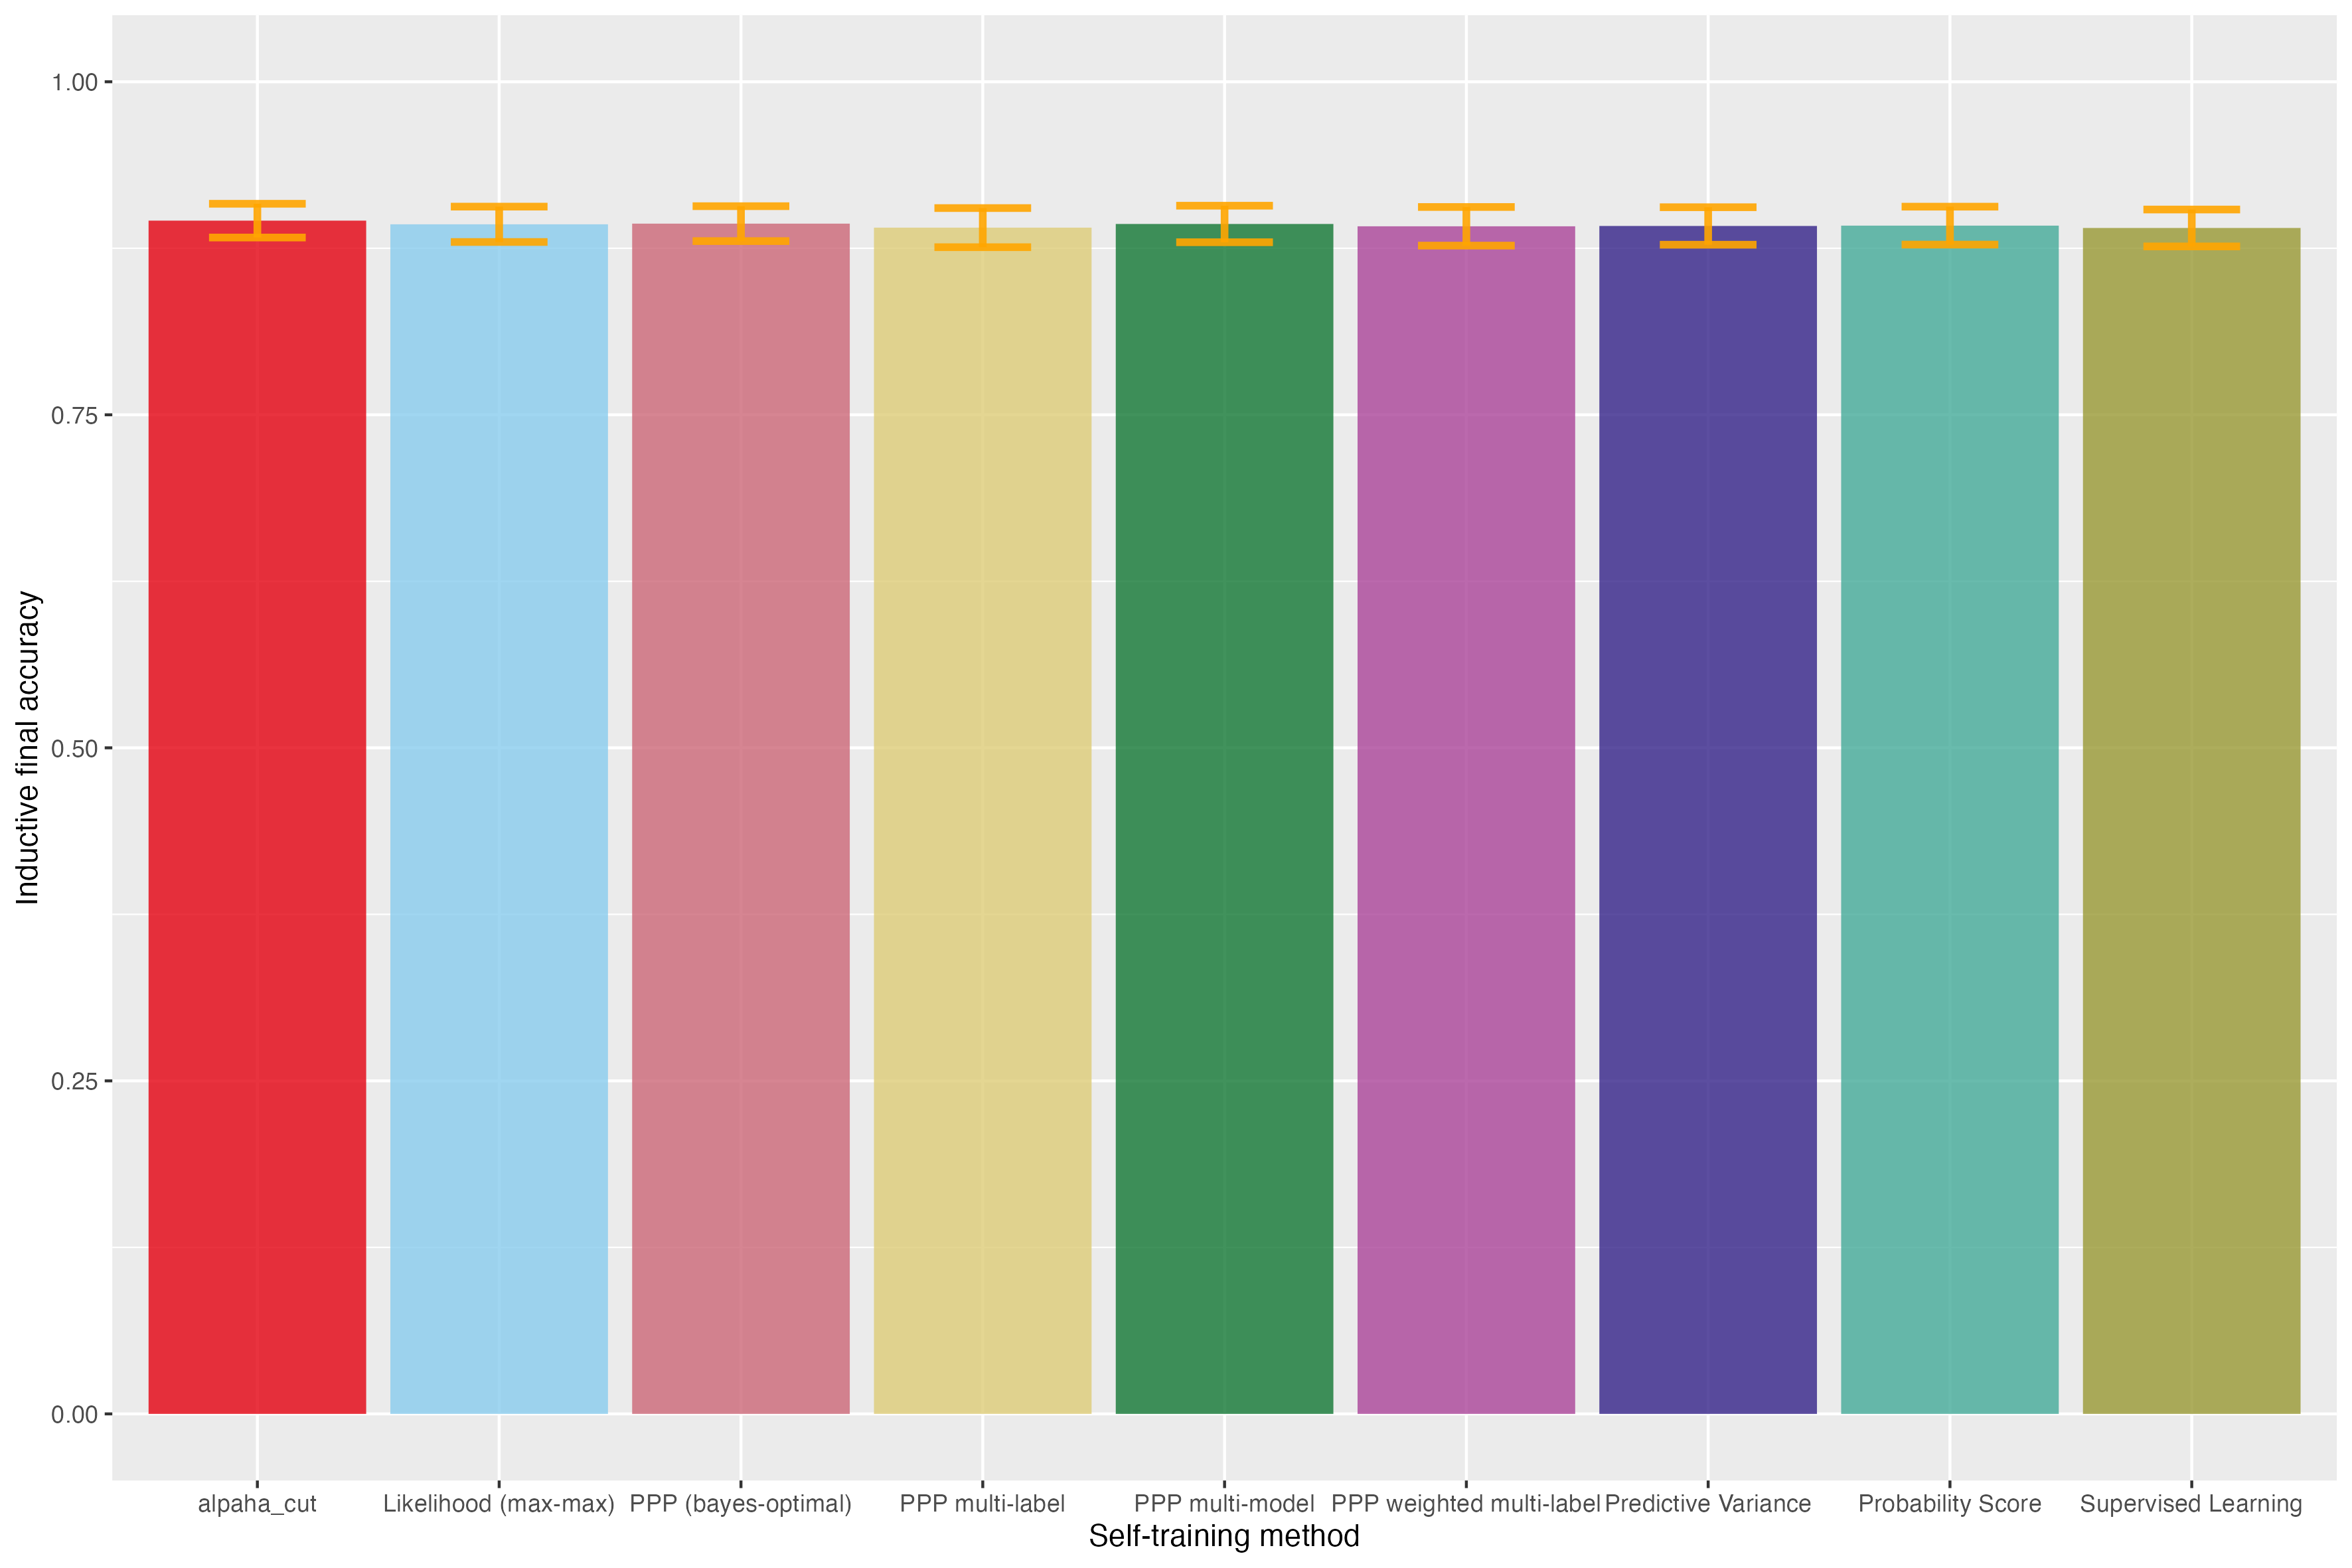 Inductive final accuracy
1.00
0.75
0.50
0.25
0.00
alpaha_cut
Likelihood (max-max)
PPP (bayes-optimal)
PPP multi-label
PPP multi-model
PPP weighted multi-label
Predictive Variance
Probability Score
Supervised Learning
Self-training method